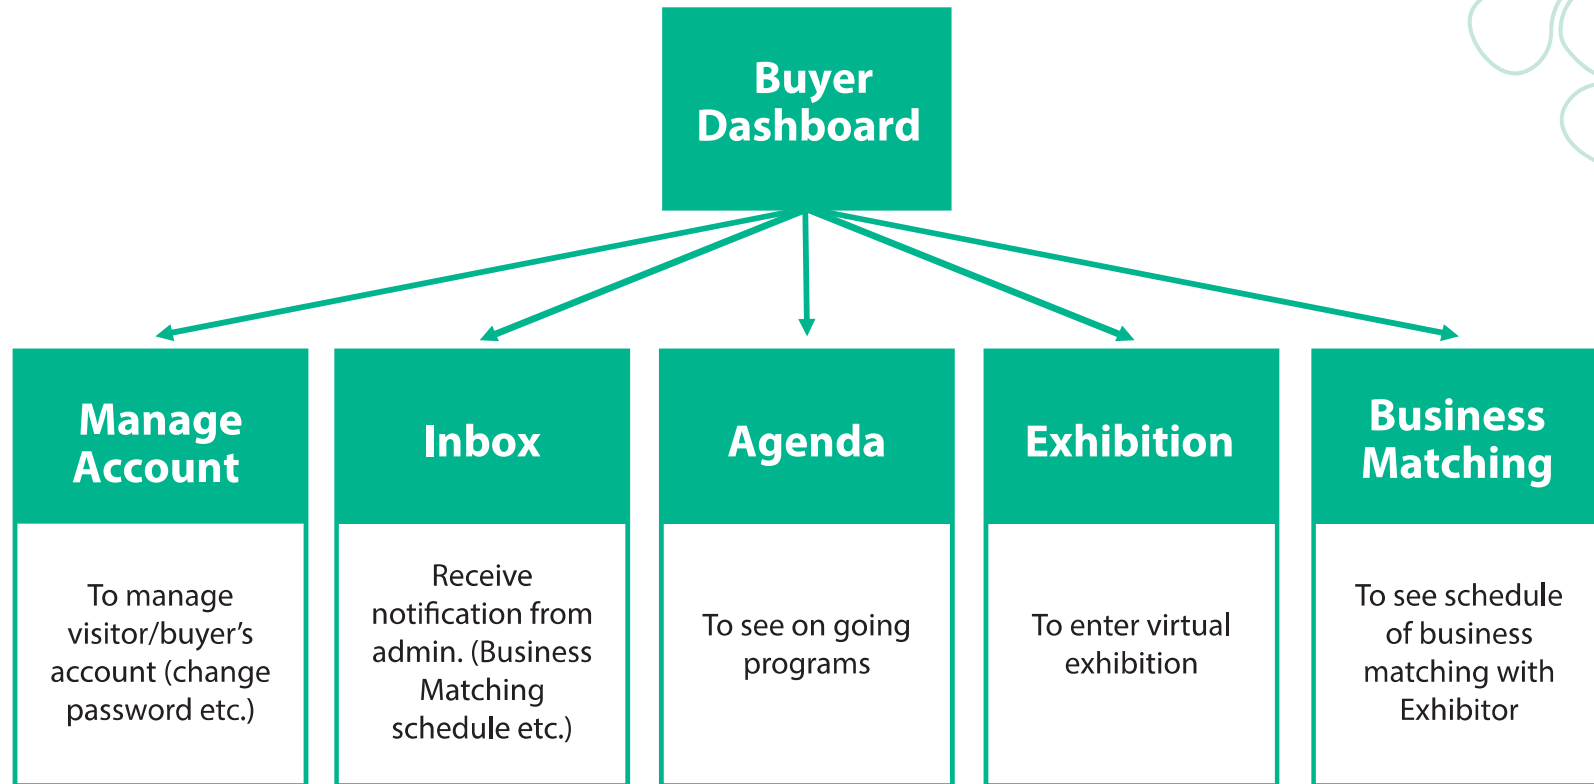 Buyer
Dashboard
Manage
Account
To manage
visitor/buyer's
account (change
password etc.)
Inbox
Receive
notification from
admin. (Business
Matching
schedule etc.)
Agenda
To see on going
programs
Exhibition
To enter virtual
exhibition
Business
Matching
To see schedule
of business
matching with
Exhibitor